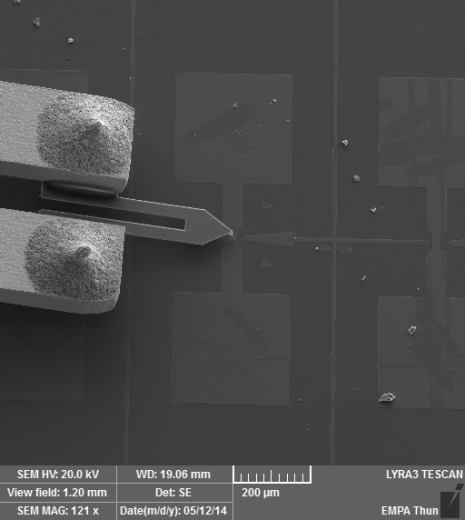 SEM HV: 20.0 kV
WD: 19.06 mm
LYRA3 TESCAN
View field: 1.20 mm
Det: SE
200 µm
SEM MAG: 121 x
Date(m/d/y): 05/12/14
EMPA Thun